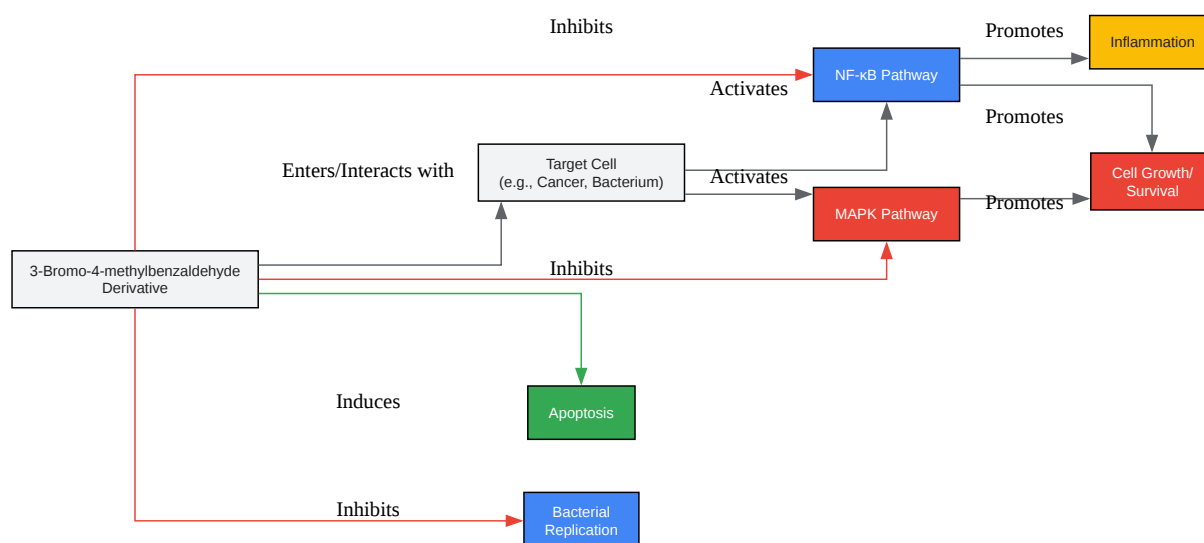 Inhibits
Promotes
Inflammation
NF-κB Pathway
Activates
Promotes
Target Cell
(e.g., Cancer, Bacterium)
Enters/Interacts with
Activates
Cell Growth/
Survival
MAPK Pathway
Promotes
3-Bromo-4-methylbenzaldehyde
Derivative
Inhibits
Induces
Apoptosis
Inhibits
Bacterial
Replication